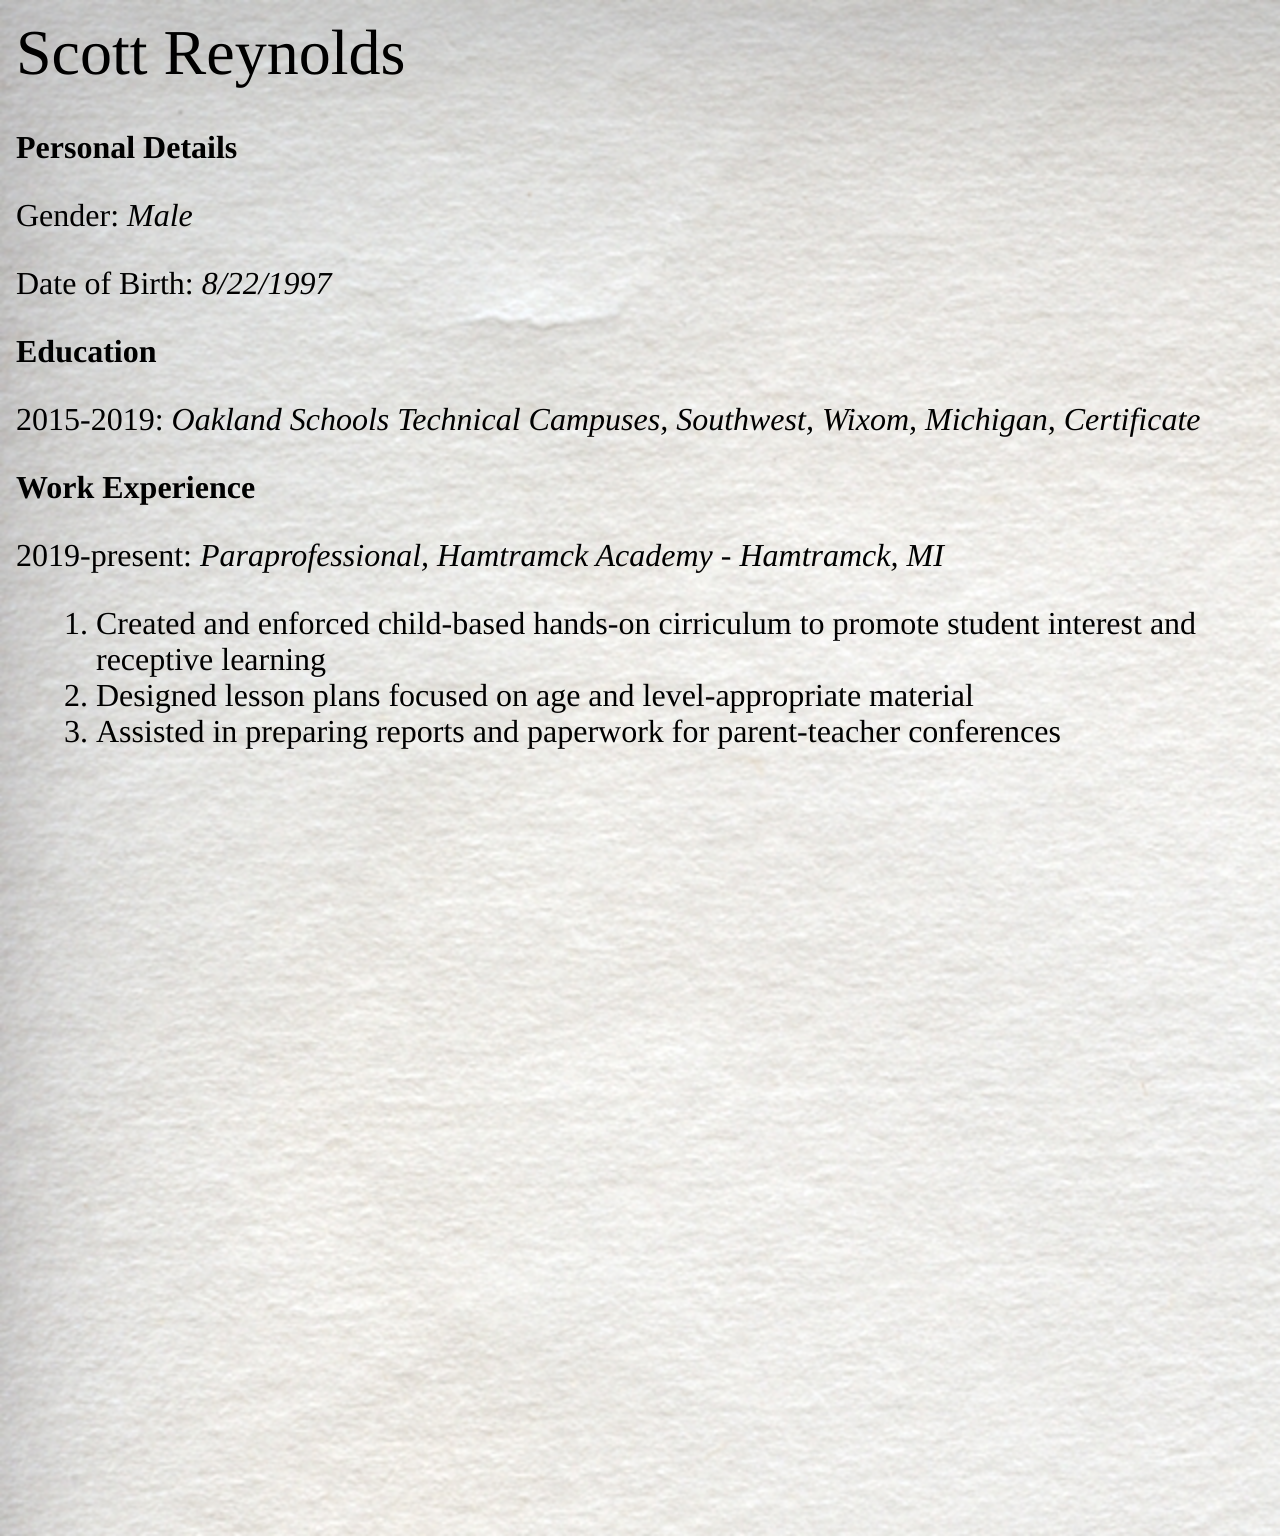 Scott Reynolds
Personal Details
Gender: Male
Date of Birth: 8/22/1997
Education
2015-2019: Oakland Schools Technical Campuses, Southwest, Wixom, Michigan, Certificate
Work Experience
2019-present: Paraprofessional, Hamtramck Academy - Hamtramck, MI
1. Created and enforced child-based hands-on cirriculum to promote student interest and
receptive learning
2. Designed lesson plans focused on age and level-appropriate material
3. Assisted in preparing reports and paperwork for parent-teacher conferences